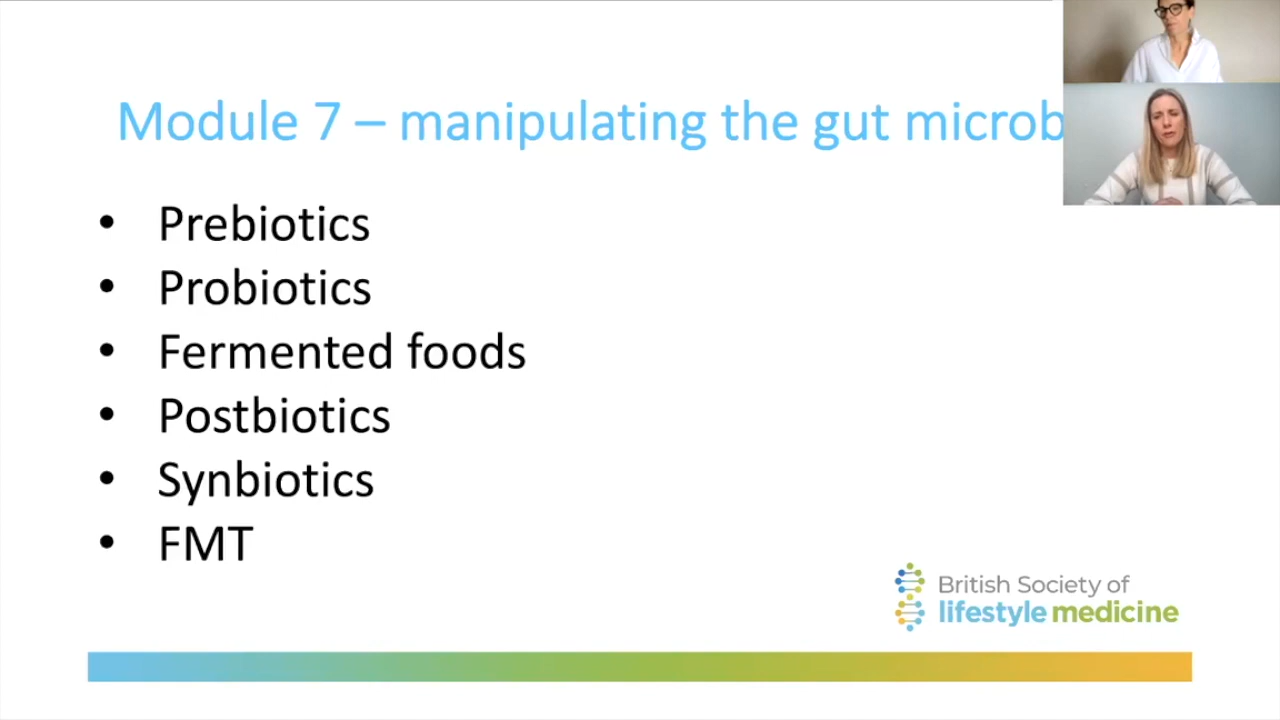 Module 7 – manipulating the gut microb
• Prebiotics
• Probiotics
• Fermented foods
• Postbiotics
• Synbiotics
• FMT
British Society of
lifestyle medicine